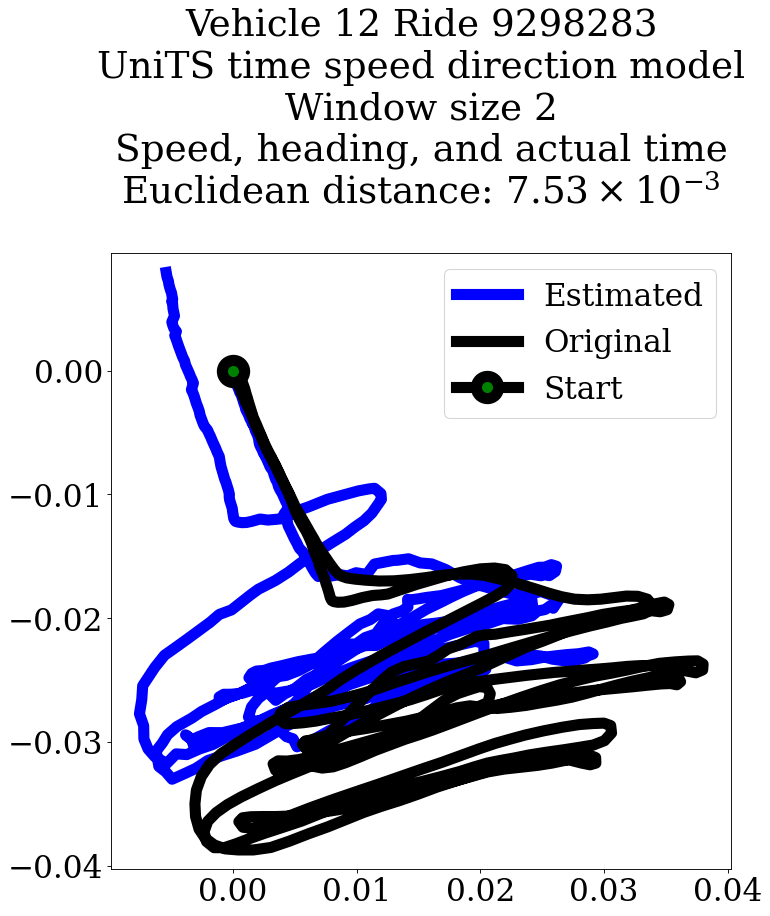 Vehicle 12 Ride 9298283
UniTS time speed direction model
Window size 2
Speed, heading, and actual time
Euclidean distance: 7.53 × 10⁻³
Estimated
Original
Start
0.00
−0.01
−0.02
−0.03
−0.04
0.00 0.01 0.02 0.03 0.04